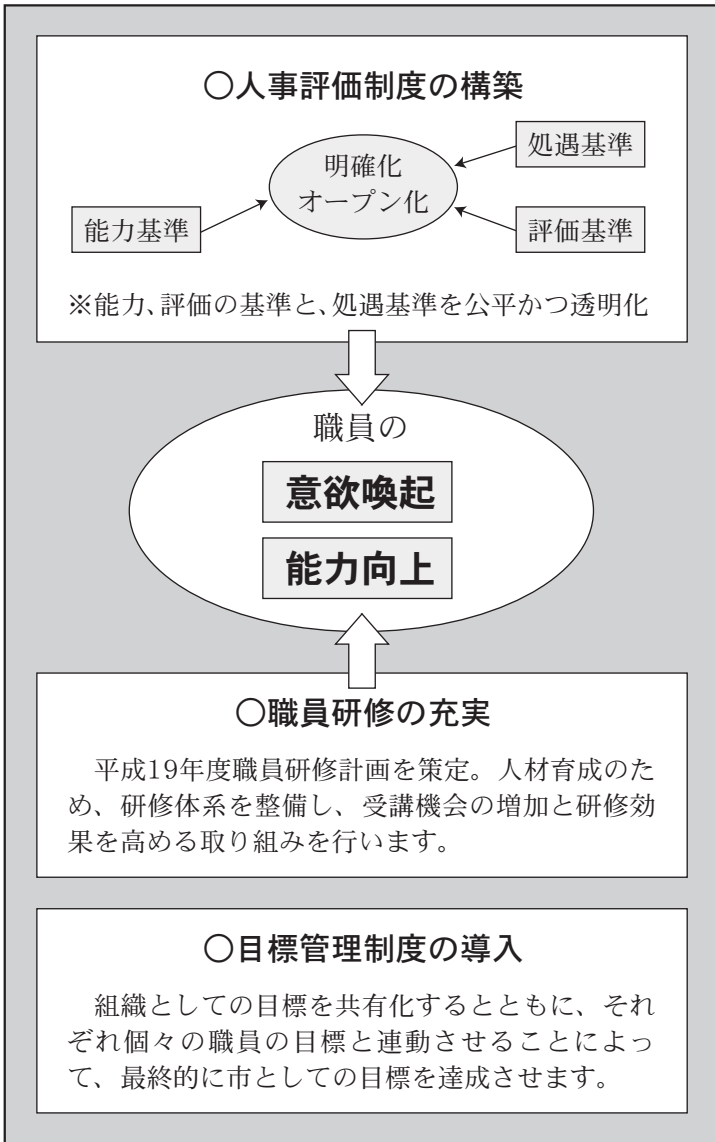 〇人事評価制度の構築
処遇基準
明確化
オープン化
能力基準
評価基準
※能力、評価の基準と、処遇基準を公平かつ透明化
職員の
意欲喚起
能力向上
〇職員研修の充実
平成19年度職員研修計画を策定。人材育成のた
め、研修体系を整備し、受講機会の増加と研修効
果を高める取り組みを行います。
〇目標管理制度の導入
組織としての目標を共有化するとともに、それ
ぞれ個々の職員の目標と連動させることによっ
て、最終的に市としての目標を達成させます。